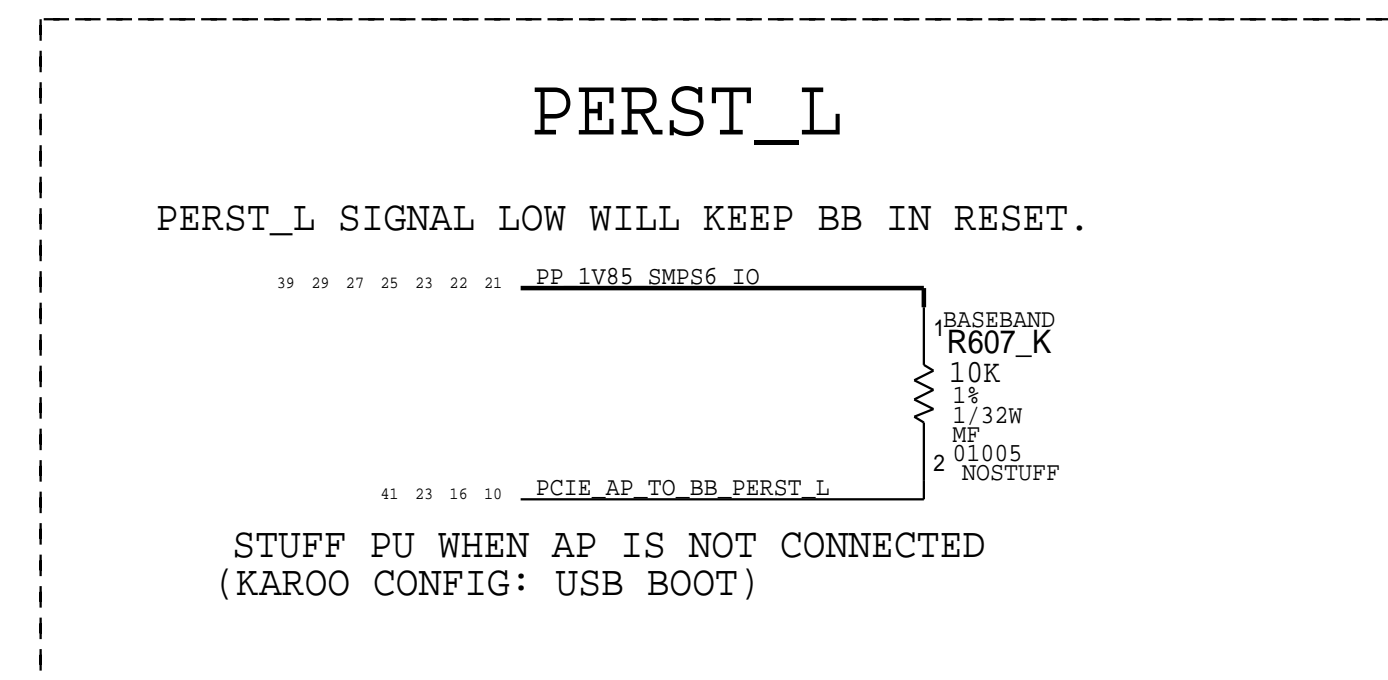 PERST_L
PERST_L SIGNAL LOW WILL KEEP BB IN RESET.
39 29 27 25 23 22 21 PP_1V85_SMPS6_IO
1 BASEBAND
R607_K
10K
1%
1/32W
MF
01005
2 NOSTUFF
41 23 16 10 PCIE_AP_TO_BB_PERST_L
STUFF PU WHEN AP IS NOT CONNECTED
(KAROO CONFIG: USB BOOT)